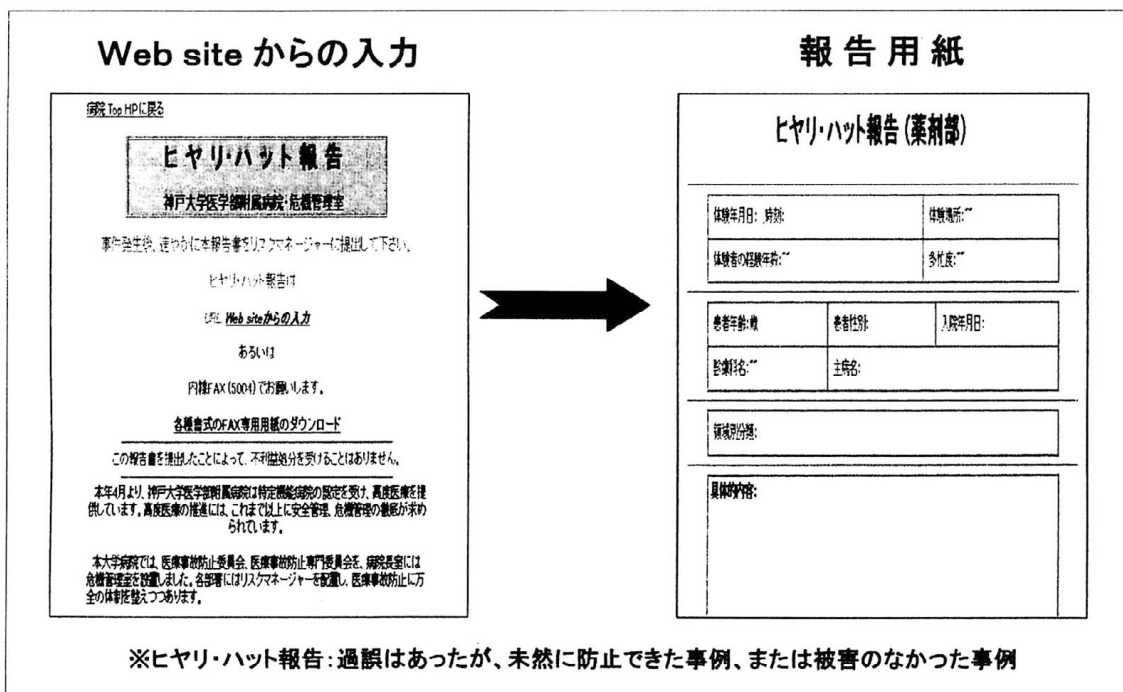 Web site からの入力
病院 Top HPに戻る
ヒヤリ・ハット報告
神戸大学医学部附属病院・危機管理室
事件発生後、速やかに本報告書をリスクマネージャーに提出して下さい。
ヒヤリ・ハット報告は
URL Web siteからの入力
あるいは
内線FAX(5004)でお願いします。
各種書式のFAX専用用紙のダウンロード
この報告書を提出したことによって、不利益処分を受けることはありません。
本年4月より、神戸大学医学部附属病院は特定機能病院の認定を受け、高度医療を提
供しています。高度医療の推進には、これまで以上に安全管理、危機管理の徹底が求め
られています。
本大学病院では、医療事故防止委員会、医療事故防止専門委員会を、病院長室には
危機管理室を設置しました。各部署にはリスクマネージャーを配置し、医療事故防止に万
全の体制を整えつつあります。
報告用紙
ヒヤリ・ハット報告(薬剤部)
体験年月日: 時刻: 体験場所:~
体験者の経験年数:~ 多忙度:~
患者年齢:歳 患者性別: 入院年月日:
診療科名:~ 主病名:
領域別分類:
具体的内容:
※ヒヤリ・ハット報告:過誤はあったが、未然に防止できた事例、または被害のなかった事例